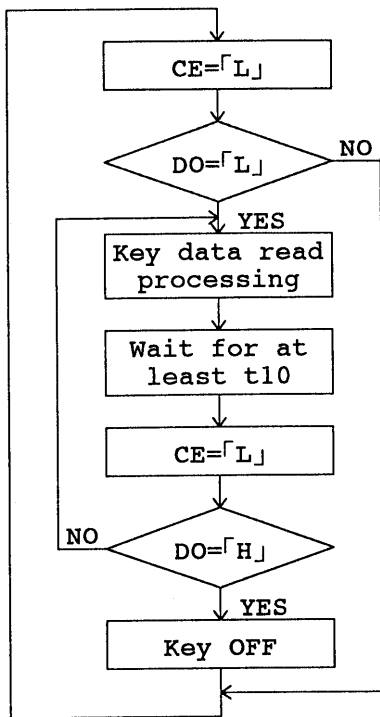 CE=「L」
DO=「L」
NO
YES
Key data read
processing
Wait for at
least t10
CE=「L」
NO
DO=「H」
YES
Key OFF